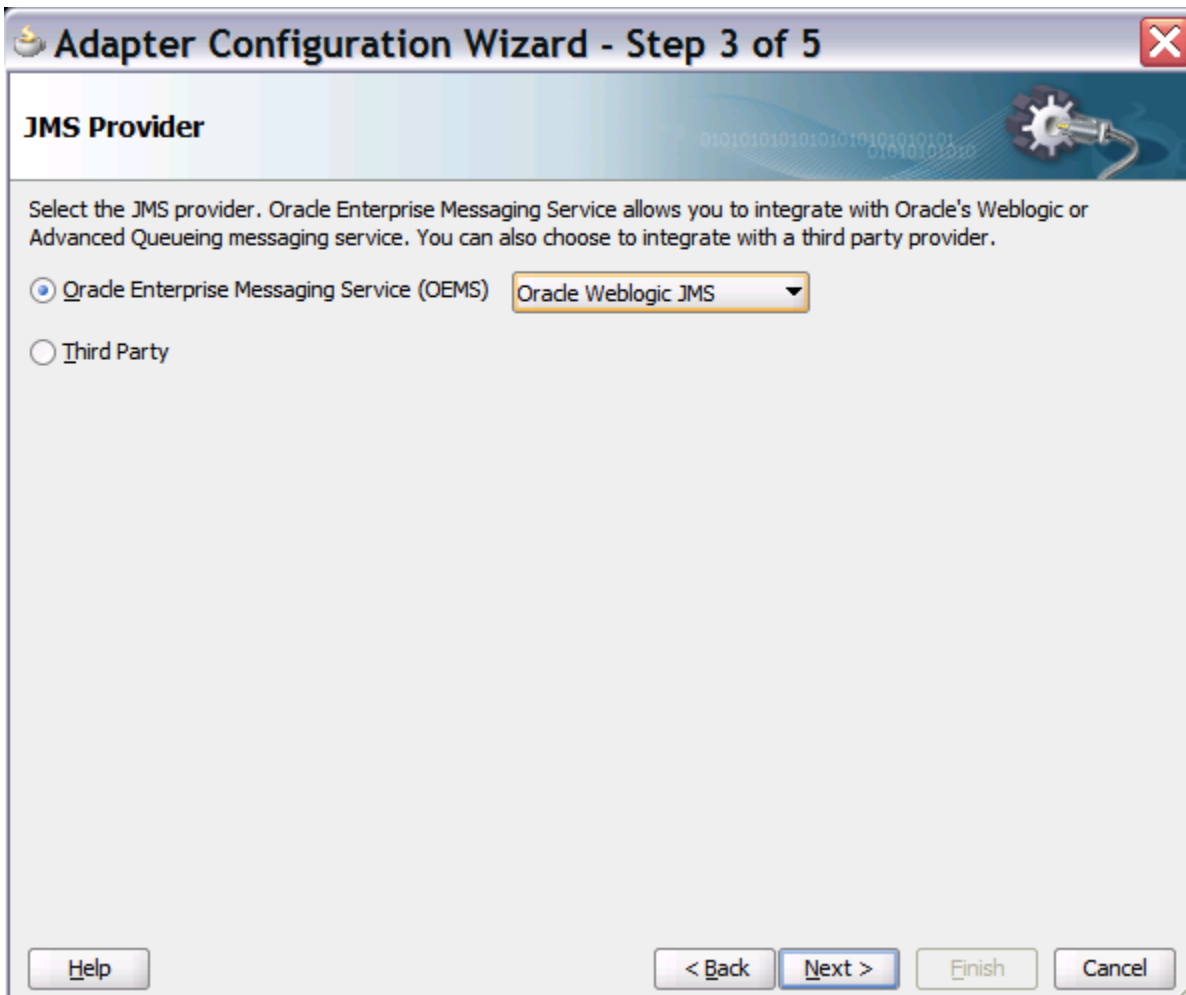 Adapter Configuration Wizard - Step 3 of 5
JMS Provider
0101010101010101010101010101
01010101010
Select the JMS provider. Oracle Enterprise Messaging Service allows you to integrate with Oracle's Weblogic or
Advanced Queueing messaging service. You can also choose to integrate with a third party provider.
Oracle Enterprise Messaging Service (OEMS) Oracle Weblogic JMS
Third Party
Help < Back Next > Finish Cancel